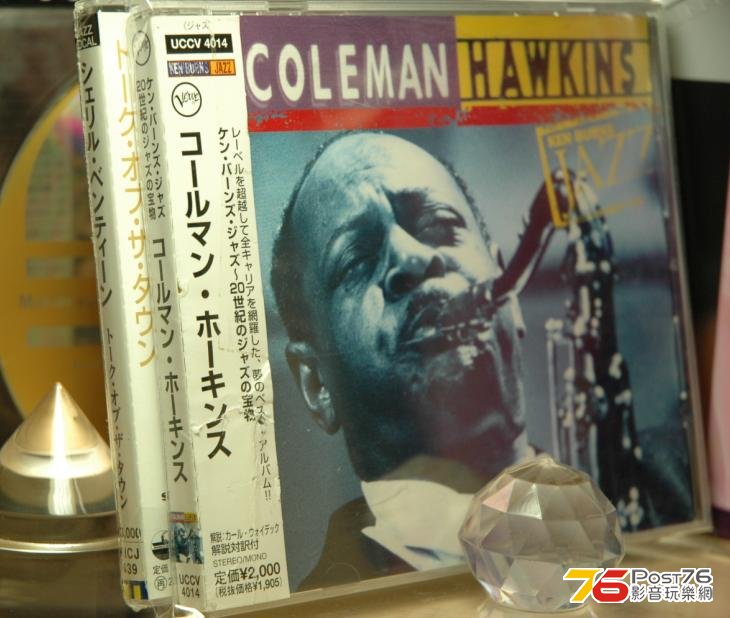 COLEMAN HAWKINS
KEN BURNS
JAZZ
(ジャズ)
UCCV 4014
KEN BURNS JAZZ
Verve
コールマン・ホーキンス
ケン・バーンズ・ジャズ~20世紀のジャズの宝物
レーベルを超越して全キャリアを網羅した、夢のベスト・アルバム!!
解説:カール・ウォイデック
解説対訳付
STEREO/MONO
定価¥2,000
(税抜価格¥1,905)
ケン・バーンズ・ジャズ
20世紀のジャズの宝物
コールマン・ホーキンス
UCCV
4014
トーク・オブ・ザ・タウン
シェリル・ベンティーン
トーク・オブ・ザ・タウン
76 Post76
影音玩樂網